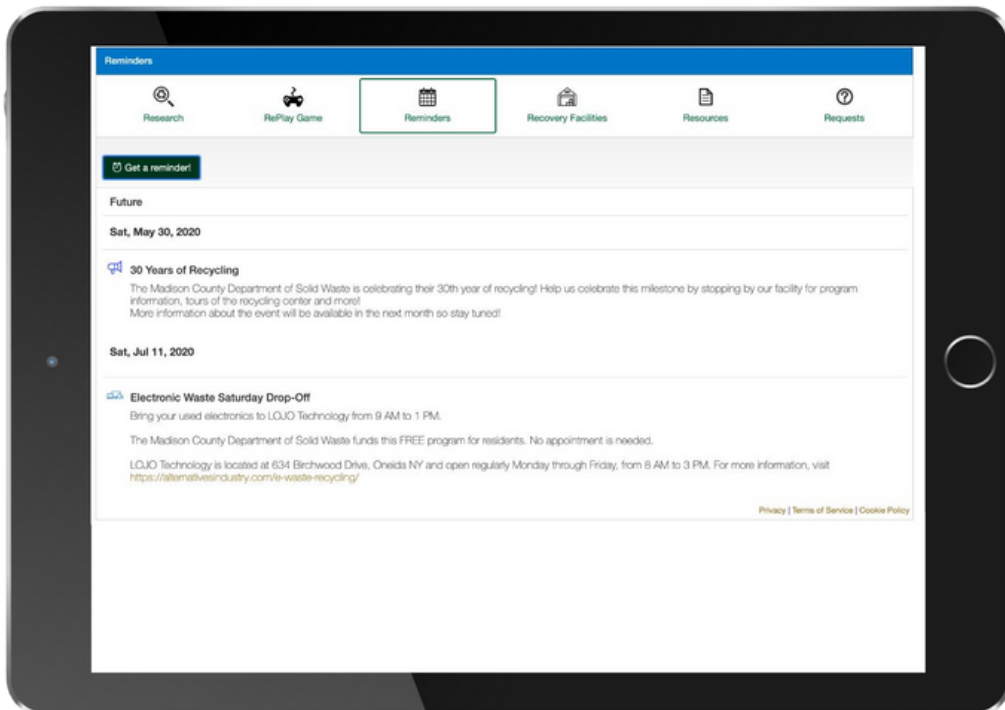 Reminders
Research
RePlay Game
Reminders
Recovery Facilities
Resources
Requests
Get a reminder!
Future
Sat, May 30, 2020
30 Years of Recycling
The Madison County Department of Solid Waste is celebrating their 30th year of recycling! Help us celebrate this milestone by stopping by our facility for program
information, tours of the recycling center and more!
More information about the event will be available in the next month so stay tuned!
Sat, Jul 11, 2020
Electronic Waste Saturday Drop-Off
Bring your used electronics to LOJO Technology from 9 AM to 1 PM.
The Madison County Department of Solid Waste funds this FREE program for residents. No appointment is needed.
LOJO Technology is located at 634 Birchwood Drive, Oneida NY and open regularly Monday through Friday, from 8 AM to 3 PM. For more information, visit
https://alternativesindustry.com/e-waste-recycling/
Privacy | Terms of Service | Cookie Policy